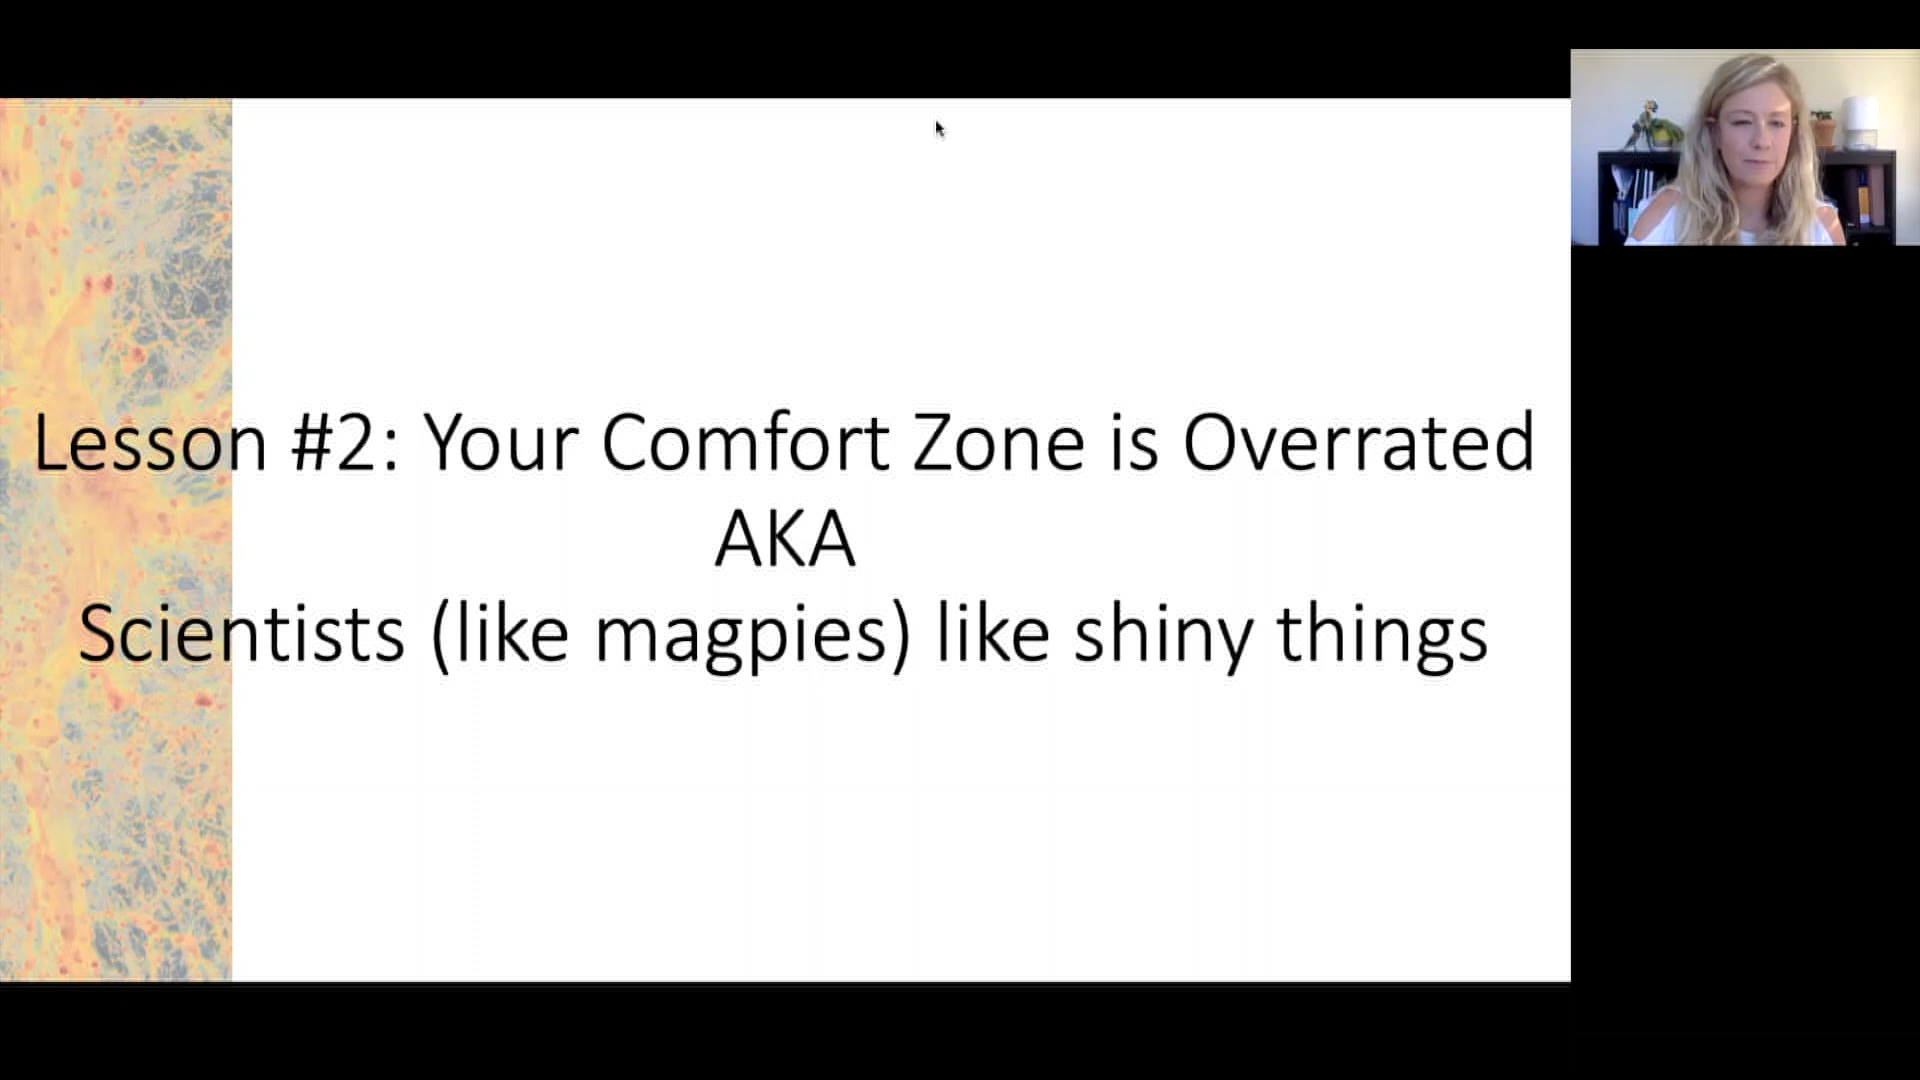 Lesson #2: Your Comfort Zone is Overrated
AKA
Scientists (like magpies) like shiny things